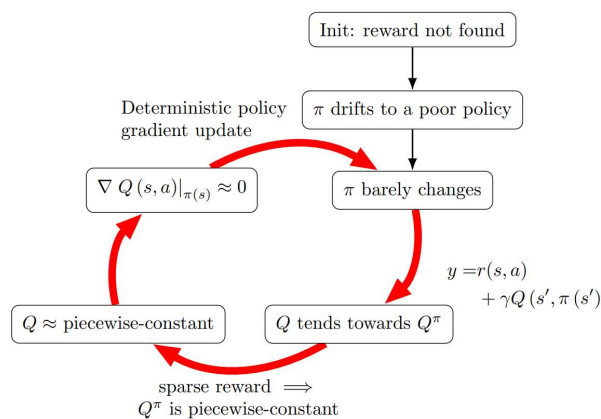 Init: reward not found
π drifts to a poor policy
Deterministic policy
gradient update
∇ Q (s, a)|π(s) ≈ 0
π barely changes
y =r(s, a)
+ γQ (s′, π (s′)
Q ≈ piecewise-constant
Q tends towards Q^π
sparse reward ⟹
Q^π is piecewise-constant